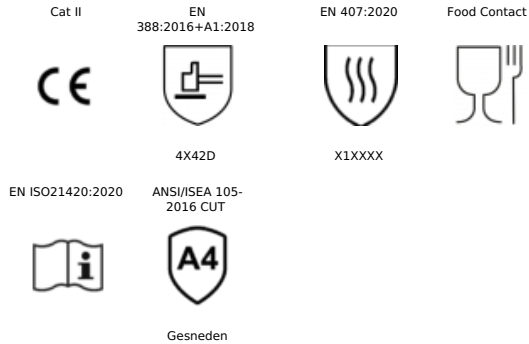 Cat II
EN
388:2016+A1:2018
EN 407:2020
Food Contact
CE
4X42D
X1XXXX
EN ISO21420:2020
ANSI/ISEA 105-
2016 CUT
i
A4
Gesneden